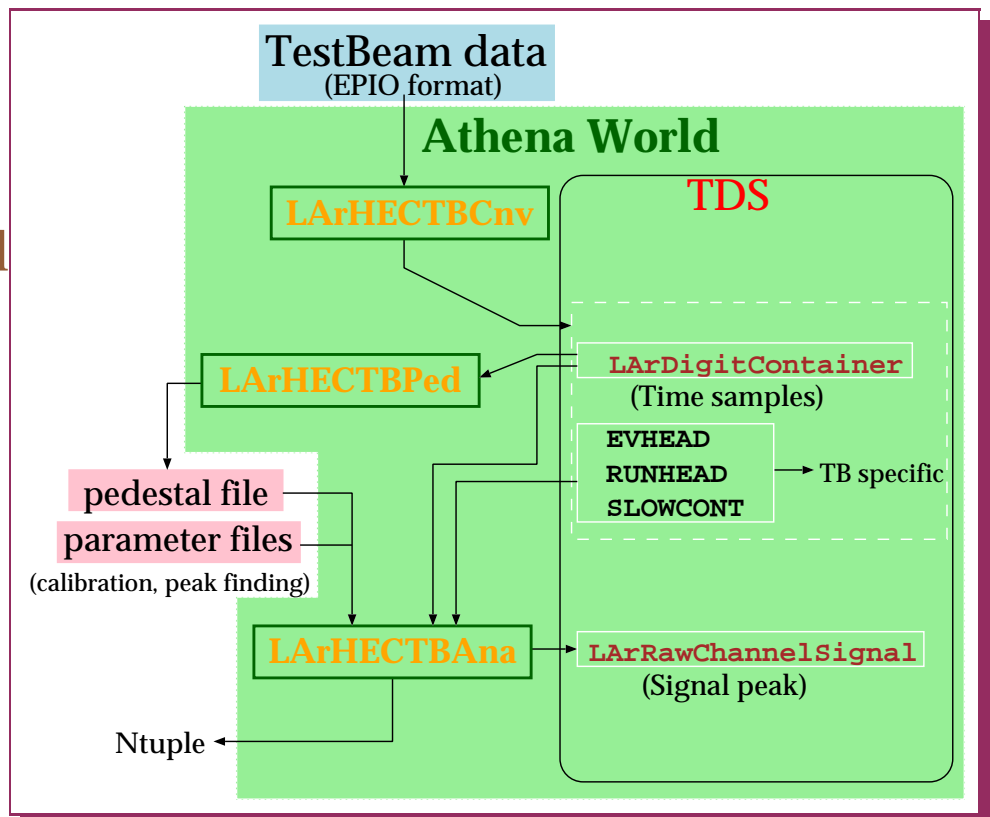 TestBeam data
(EPIO format)
Athena World
TDS
LArHECTBCnv
LArDigitContainer
(Time samples)
LArHECTBPed
EVHEAD
RUNHEAD
SLOWCONT
TB specific
pedestal file
parameter files
(calibration, peak finding)
LArHECTBAna
LArRawChannelSignal
(Signal peak)
Ntuple